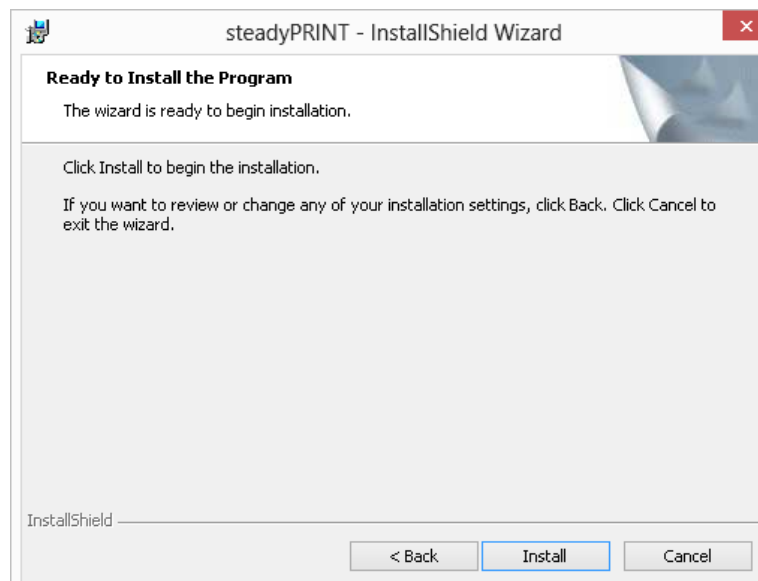 steadyPRINT - InstallShield Wizard
Ready to Install the Program
The wizard is ready to begin installation.
Click Install to begin the installation.
If you want to review or change any of your installation settings, click Back. Click Cancel to
exit the wizard.
InstallShield
< Back Install Cancel